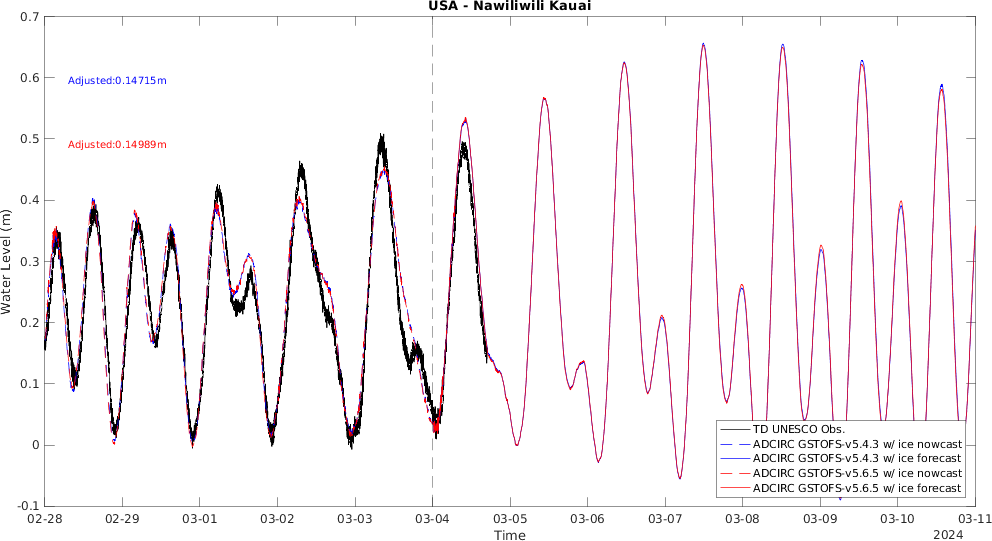 USA - Nawiliwili Kauai
0.7
0.6
0.5
0.4
0.3
0.2
0.1
0
-0.1
Water Level (m)
Adjusted:0.14715m
Adjusted:0.14989m
TD UNESCO Obs.
ADCIRC GSTOFS-v5.4.3 w/ ice nowcast
ADCIRC GSTOFS-v5.4.3 w/ ice forecast
ADCIRC GSTOFS-v5.6.5 w/ ice nowcast
ADCIRC GSTOFS-v5.6.5 w/ ice forecast
02-28 02-29 03-01 03-02 03-03 03-04 03-05 03-06 03-07 03-08 03-09 03-10 03-11
Time
2024